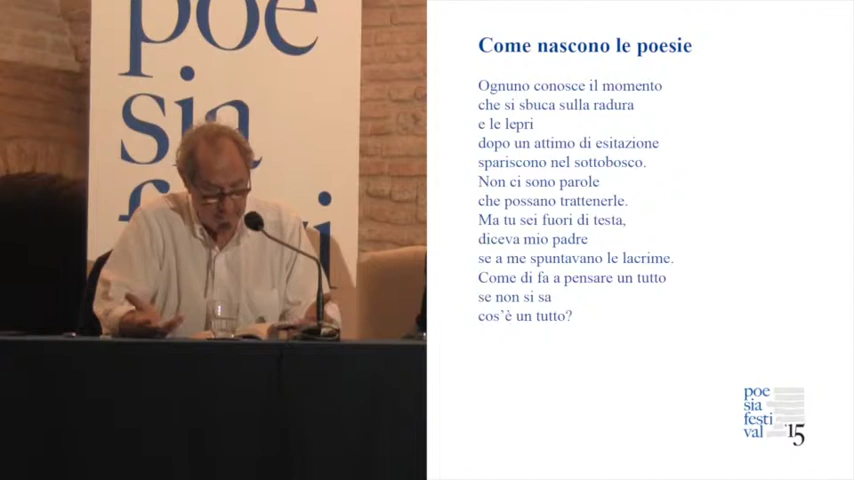 poe
sia
festi
Come nascono le poesie
Ognuno conosce il momento
che si sbuca sulla radura
e le lepri
dopo un attimo di esitazione
spariscono nel sottobosco.
Non ci sono parole
che possano trattenerle.
Ma tu sei fuori di testa,
diceva mio padre
se a me spuntavano le lacrime.
Come di fa a pensare un tutto
se non si sa
cos'è un tutto?
poe
sia
festi
val '15